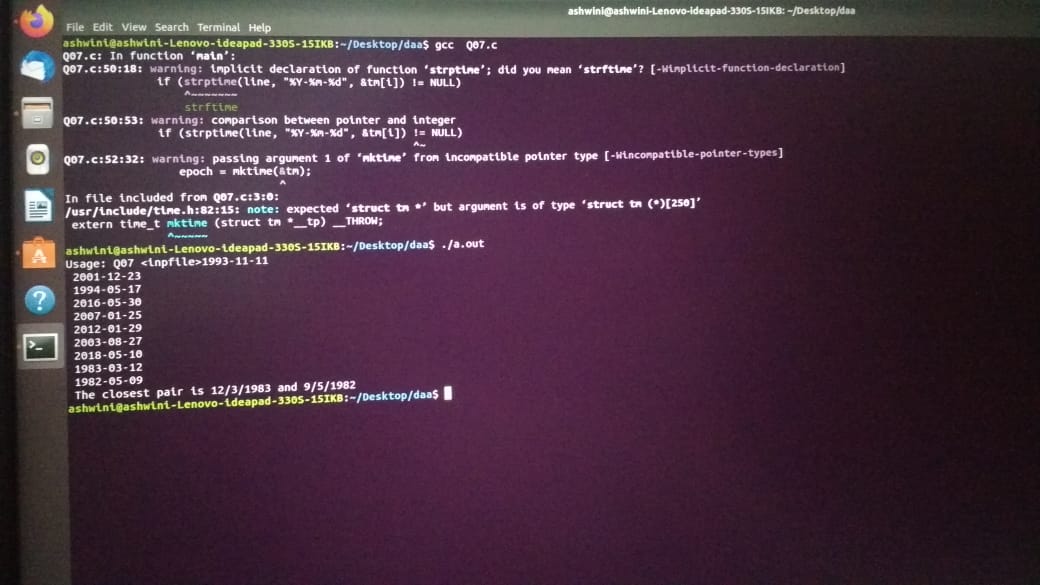 ashwini@ashwini-Lenovo-ideapad-330S-15IKB: ~/Desktop/daa
File Edit View Search Terminal Help
ashwini@ashwini-Lenovo-ideapad-330S-15IKB:~/Desktop/daa$ gcc  Q07.c
Q07.c: In function ‘main’:
Q07.c:50:18: warning: implicit declaration of function ‘strptime’; did you mean ‘strftime’? [-Wimplicit-function-declaration]
if (strptime(line, "%Y-%m-%d", &tm[i]) != NULL)
^~~~~~~~
strftime
Q07.c:50:53: warning: comparison between pointer and integer
if (strptime(line, "%Y-%m-%d", &tm[i]) != NULL)
^~
Q07.c:52:32: warning: passing argument 1 of ‘mktime’ from incompatible pointer type [-Wincompatible-pointer-types]
epoch = mktime(&tm);
^
In file included from Q07.c:3:0:
/usr/include/time.h:82:15: note: expected ‘struct tm *’ but argument is of type ‘struct tm (*)[250]’
extern time_t mktime (struct tm *__tp) __THROW;
^~~~~~
ashwini@ashwini-Lenovo-ideapad-330S-15IKB:~/Desktop/daa$ ./a.out
Usage: Q07 <inpfile>1993-11-11
2001-12-23
1994-05-17
2016-05-30
2007-01-25
2012-01-29
2003-08-27
2018-05-10
1983-03-12
1982-05-09
The closest pair is 12/3/1983 and 9/5/1982
ashwini@ashwini-Lenovo-ideapad-330S-15IKB:~/Desktop/daa$